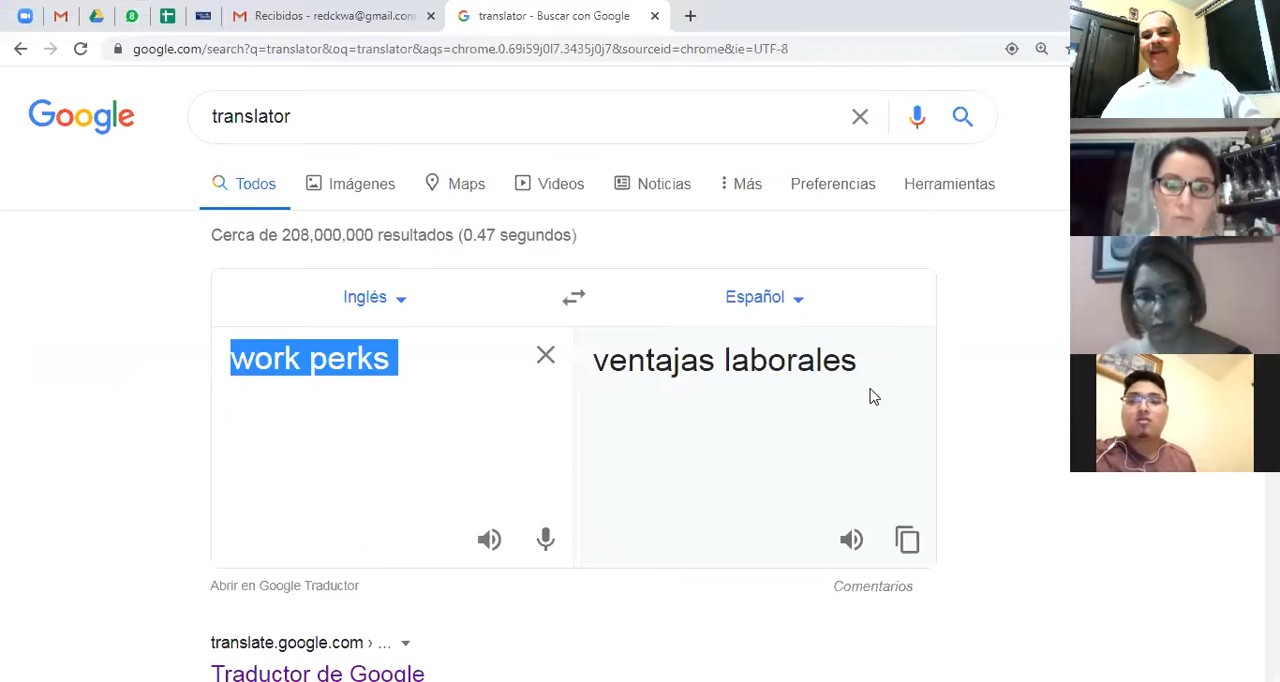 Recibidos - redckwa@gmail.com
translator - Buscar con Google
google.com/search?q=translator&oq=translator&aqs=chrome.0.69i59j0l7.3435j0j7&sourceid=chrome&ie=UTF-8
Google
translator
Todos
Imágenes
Maps
Videos
Noticias
Más
Preferencias
Herramientas
Cerca de 208,000,000 resultados (0.47 segundos)
Inglés
Español
work perks
ventajas laborales
Abrir en Google Traductor
Comentarios
translate.google.com › ...
Traductor de Google